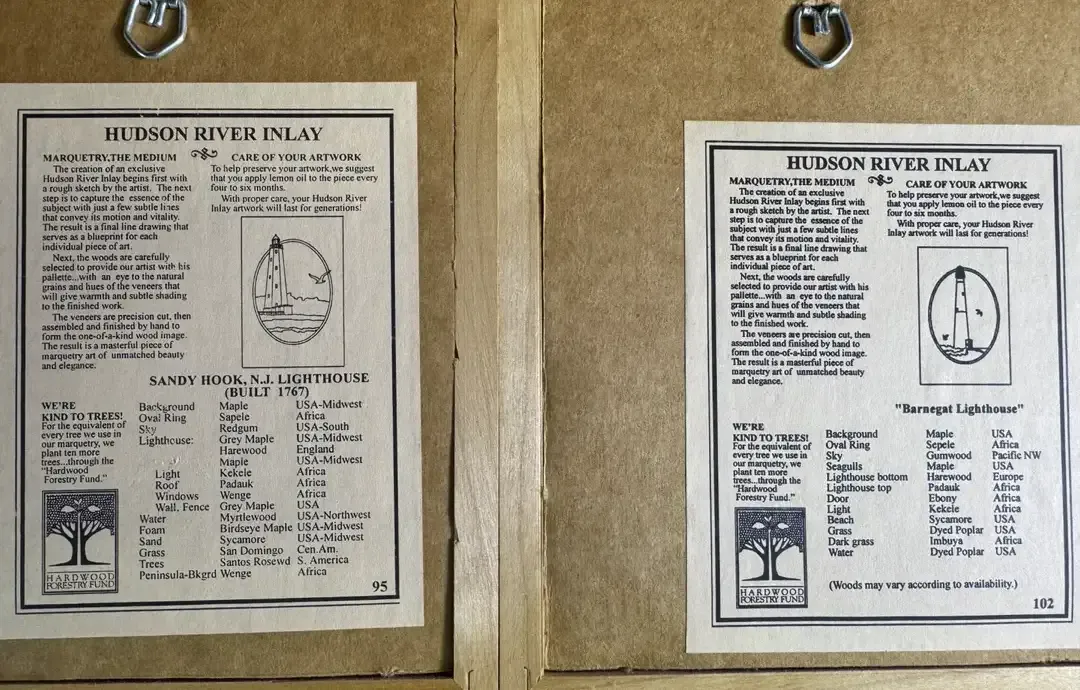 HUDSON RIVER INLAY
MARQUETRY,THE MEDIUM
The creation of an exclusive
Hudson River Inlay begins first with
a rough sketch by the artist. The next
step is to capture the essence of the
subject with just a few subtle lines
that convey its motion and vitality.
The result is a final line drawing that
serves as a blueprint for each
individual piece of art.
Next, the woods are carefully
selected to provide our artist with his
pallette...with an eye to the natural
grains and hues of the veneers that
will give warmth and subtle shading
to the finished work.
The veneers are precision cut, then
assembled and finished by hand to
form the one-of-a-kind wood image.
The result is a masterful piece of
marquetry art of unmatched beauty
and elegance.
CARE OF YOUR ARTWORK
To help preserve your artwork,we suggest
that you apply lemon oil to the piece every
four to six months.
With proper care, your Hudson River
Inlay artwork will last for generations!
SANDY HOOK, N.J. LIGHTHOUSE
(BUILT 1767)
WE'RE
KIND TO TREES!
For the equivalent of
every tree we use in
our marquetry, we
plant ten more
trees...through the
"Hardwood
Forestry Fund."
HARDWOOD
FORESTRY FUND
Background Maple USA-Midwest
Oval Ring Sapele Africa
Sky Redgum USA-South
Lighthouse: Grey Maple USA-Midwest
Harewood England
Maple USA-Midwest
Light Kekele Africa
Roof Padauk Africa
Windows Wenge Africa
Wall, Fence Grey Maple USA
Water Myrtlewood USA-Northwest
Foam Birdseye Maple USA-Midwest
Sand Sycamore USA-Midwest
Grass San Domingo Cen.Am.
Trees Santos Rosewd S. America
Peninsula-Bkgrd Wenge Africa
95
HUDSON RIVER INLAY
MARQUETRY,THE MEDIUM
The creation of an exclusive
Hudson River Inlay begins first with
a rough sketch by the artist. The next
step is to capture the essence of the
subject with just a few subtle lines
that convey its motion and vitality.
The result is a final line drawing that
serves as a blueprint for each
individual piece of art.
Next, the woods are carefully
selected to provide our artist with his
pallette...with an eye to the natural
grains and hues of the veneers that
will give warmth and subtle shading
to the finished work.
The veneers are precision cut, then
assembled and finished by hand to
form the one-of-a-kind wood image.
The result is a masterful piece of
marquetry art of unmatched beauty
and elegance.
CARE OF YOUR ARTWORK
To help preserve your artwork,we suggest
that you apply lemon oil to the piece every
four to six months.
With proper care, your Hudson River
Inlay artwork will last for generations!
"Barnegat Lighthouse"
WE'RE
KIND TO TREES!
For the equivalent of
every tree we use in
our marquetry, we
plant ten more
trees...through the
"Hardwood
Forestry Fund."
HARDWOOD
FORESTRY FUND
Background Maple USA
Oval Ring Sepele Africa
Sky Gumwood Pacific NW
Seagulls Maple USA
Lighthouse bottom Harewood Europe
Lighthouse top Padauk Africa
Door Ebony Africa
Light Kekele Africa
Beach Sycamore USA
Grass Dyed Poplar USA
Dark grass Imbuya Africa
Water Dyed Poplar USA
(Woods may vary according to availability.)
102